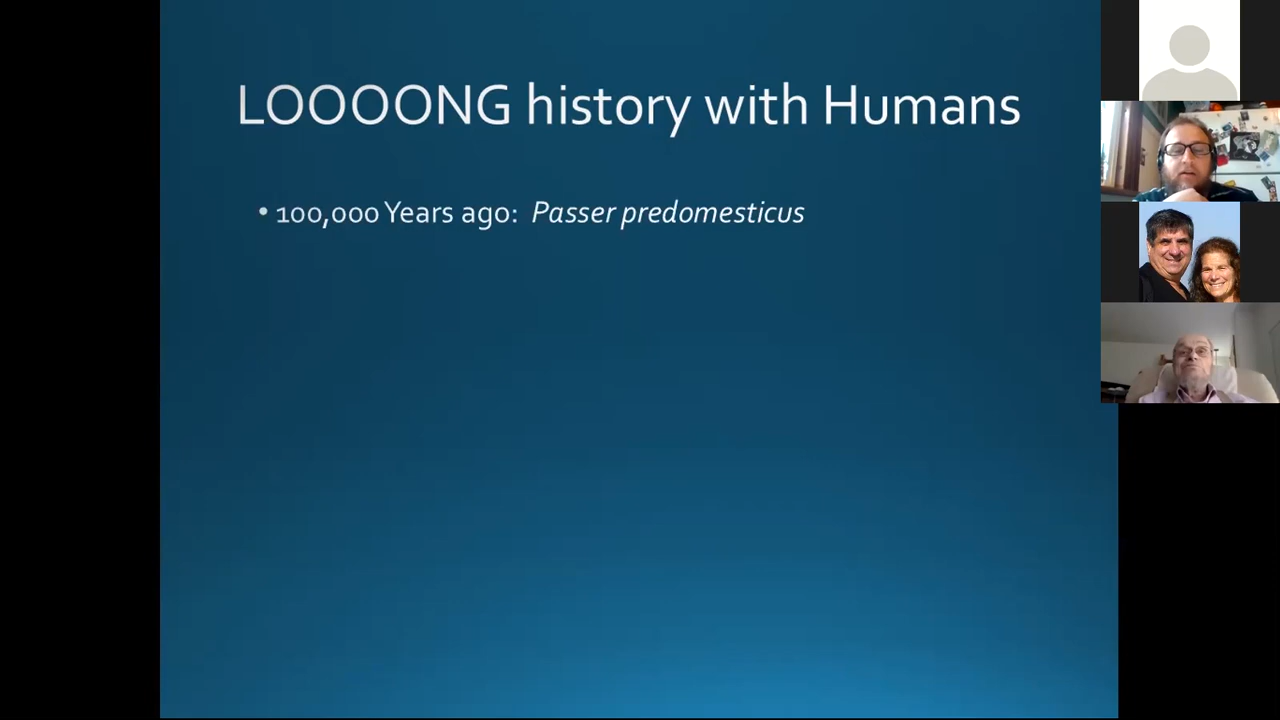 LOOOONG history with Humans
• 100,000 Years ago: Passer predomesticus